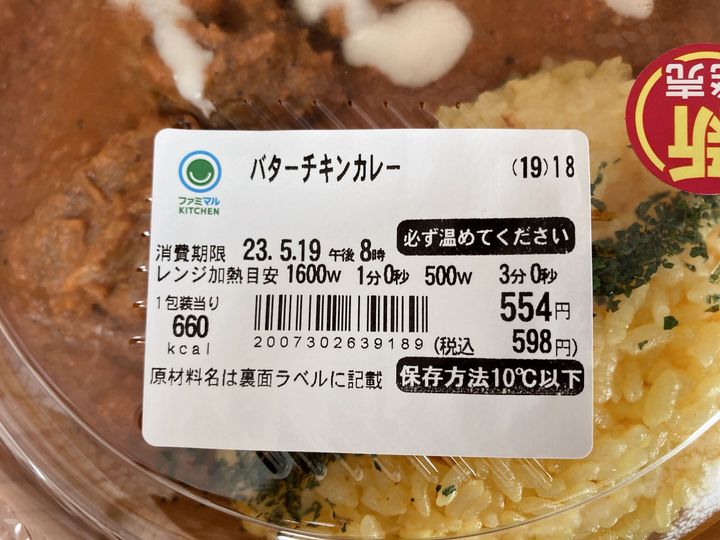 バターチキンカレー (19)18
ファミマル
KITCHEN
必ず温めてください
消費期限 23.5.19 午後8時
レンジ加熱目安 1600W 1分0秒 500W 3分0秒
1包装当り
660
kcal
2007302639189
554円
(税込 598円)
原材料名は裏面ラベルに記載
保存方法10℃以下
新発売